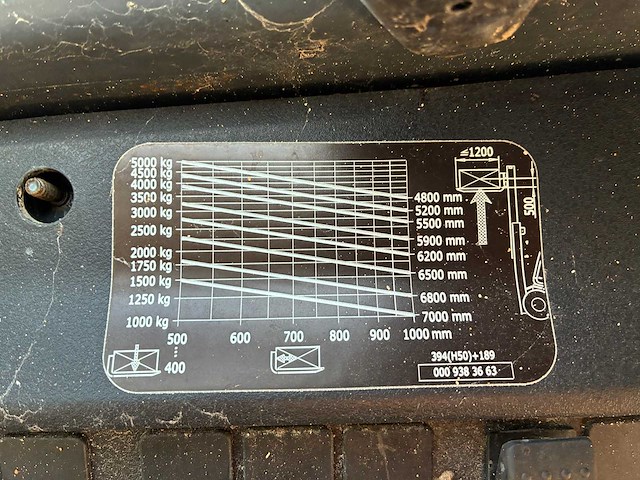 5000 kg
4500 kg
4000 kg
3500 kg
3000 kg
2500 kg
2000 kg
1750 kg
1500 kg
1250 kg
1000 kg
4800 mm
5200 mm
5500 mm
5900 mm
6200 mm
6500 mm
6800 mm
7000 mm
500 600 700 800 900 1000 mm
400
≤1200
500
394(H50)+189
000 938 36 63